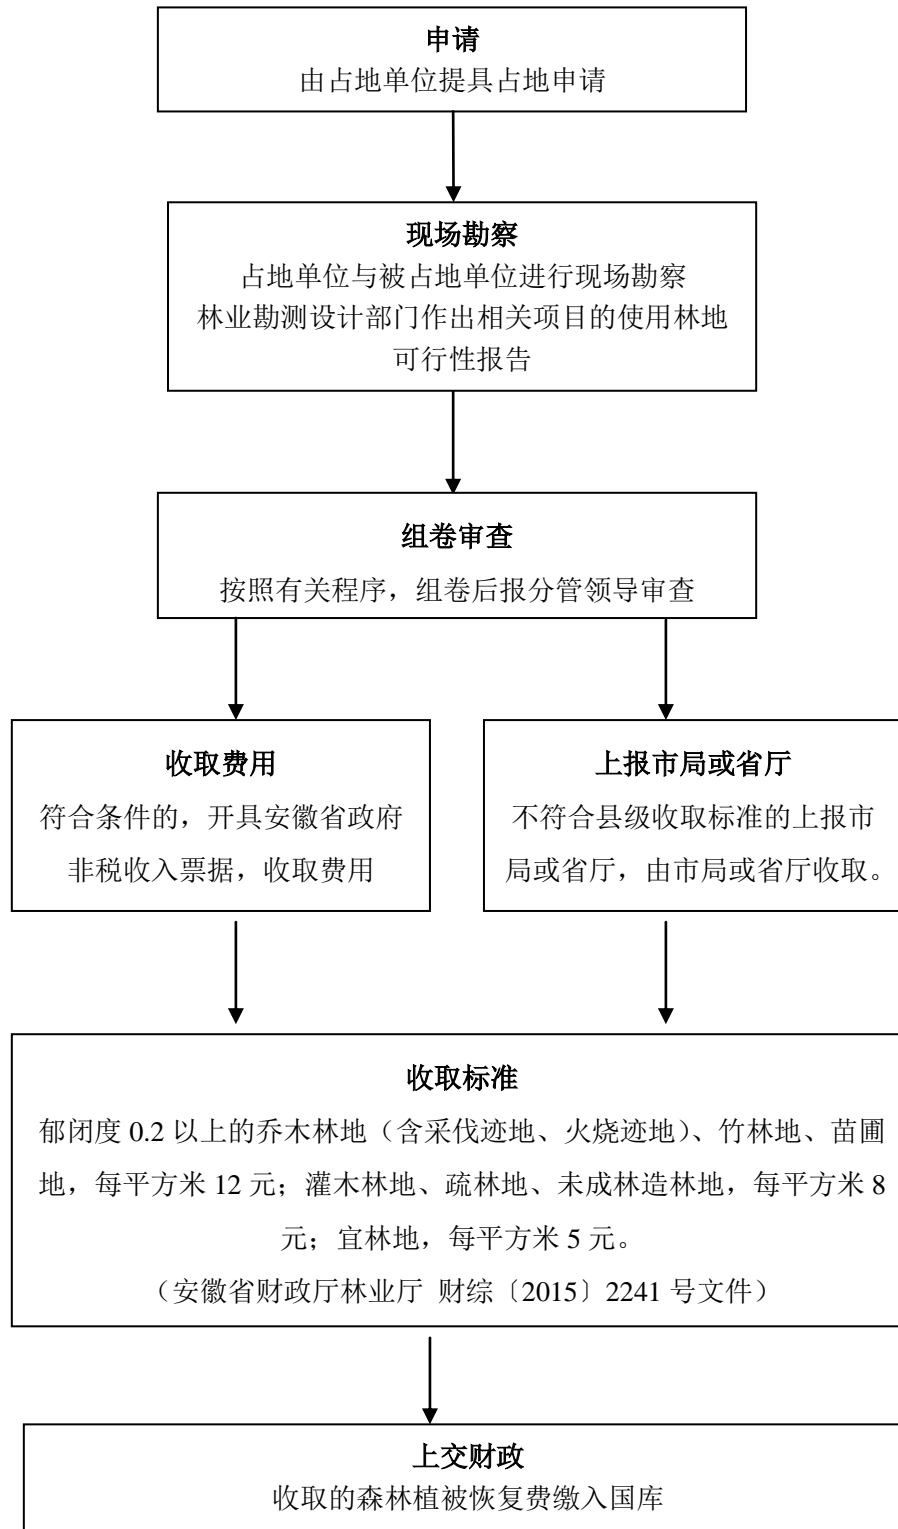 申请
由占地单位提具占地申请
现场勘察
占地单位与被占地单位进行现场勘察
林业勘测设计部门作出相关项目的使用林地
可行性报告
组卷审查
按照有关程序，组卷后报分管领导审查
收取费用
符合条件的，开具安徽省政府
非税收入票据，收取费用
上报市局或省厅
不符合县级收取标准的上报市
局或省厅，由市局或省厅收取。
收取标准
郁闭度 0.2 以上的乔木林地（含采伐迹地、火烧迹地）、竹林地、苗圃
地，每平方米 12 元；灌木林地、疏林地、未成林造林地，每平方米 8
元；宜林地，每平方米 5 元。
（安徽省财政厅林业厅 财综〔2015〕2241 号文件）
上交财政
收取的森林植被恢复费缴入国库